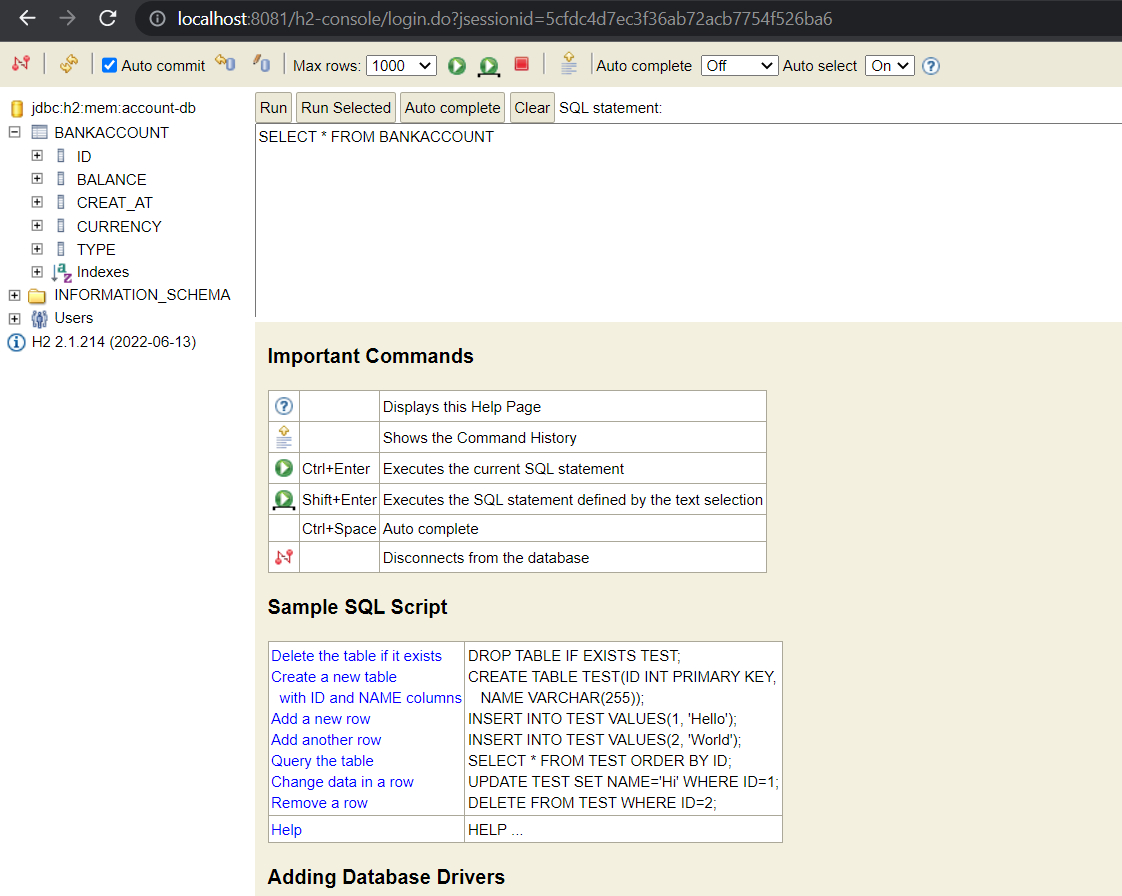 localhost:8081/h2-console/login.do?jsessionid=5cfdc4d7ec3f36ab72acb7754f526ba6
Auto commit Max rows: 1000 Auto complete Off Auto select On
jdbc:h2:mem:account-db
BANKACCOUNT
ID
BALANCE
CREAT_AT
CURRENCY
TYPE
Indexes
INFORMATION_SCHEMA
Users
H2 2.1.214 (2022-06-13)
Run Run Selected Auto complete Clear SQL statement:
SELECT * FROM BANKACCOUNT
Important Commands
Displays this Help Page
Shows the Command History
Ctrl+Enter Executes the current SQL statement
Shift+Enter Executes the SQL statement defined by the text selection
Ctrl+Space Auto complete
Disconnects from the database
Sample SQL Script
Delete the table if it exists DROP TABLE IF EXISTS TEST;
Create a new table CREATE TABLE TEST(ID INT PRIMARY KEY,
with ID and NAME columns NAME VARCHAR(255));
Add a new row INSERT INTO TEST VALUES(1, 'Hello');
Add another row INSERT INTO TEST VALUES(2, 'World');
Query the table SELECT * FROM TEST ORDER BY ID;
Change data in a row UPDATE TEST SET NAME='Hi' WHERE ID=1;
Remove a row DELETE FROM TEST WHERE ID=2;
Help HELP ...
Adding Database Drivers